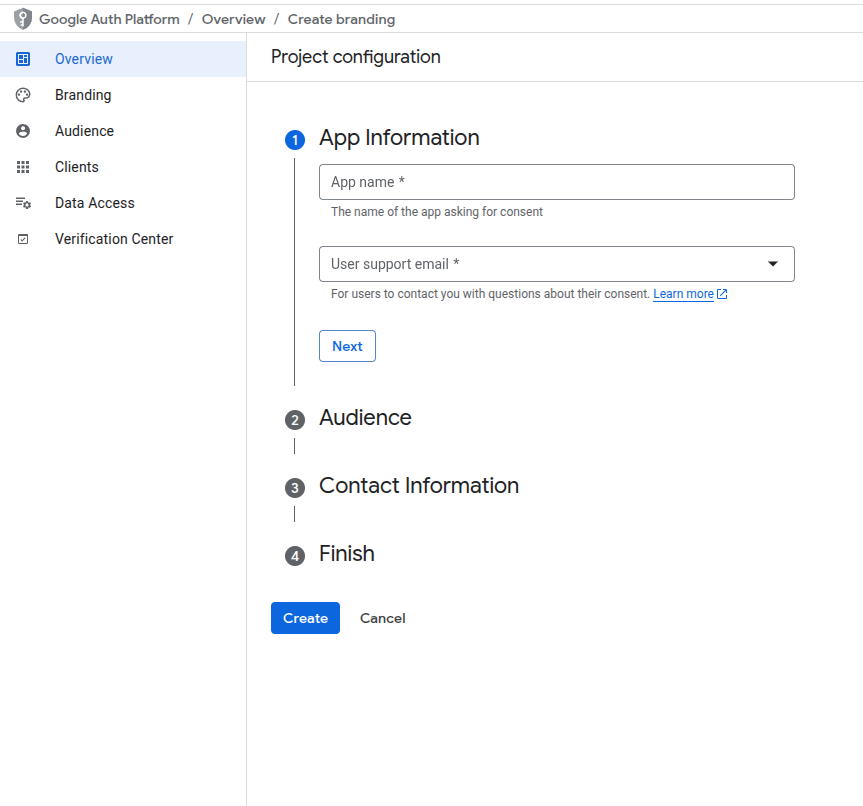 Google Auth Platform / Overview / Create branding
Overview
Branding
Audience
Clients
Data Access
Verification Center
Project configuration
1 App Information
App name *
The name of the app asking for consent
User support email *
For users to contact you with questions about their consent. Learn more
Next
2 Audience
3 Contact Information
4 Finish
Create Cancel